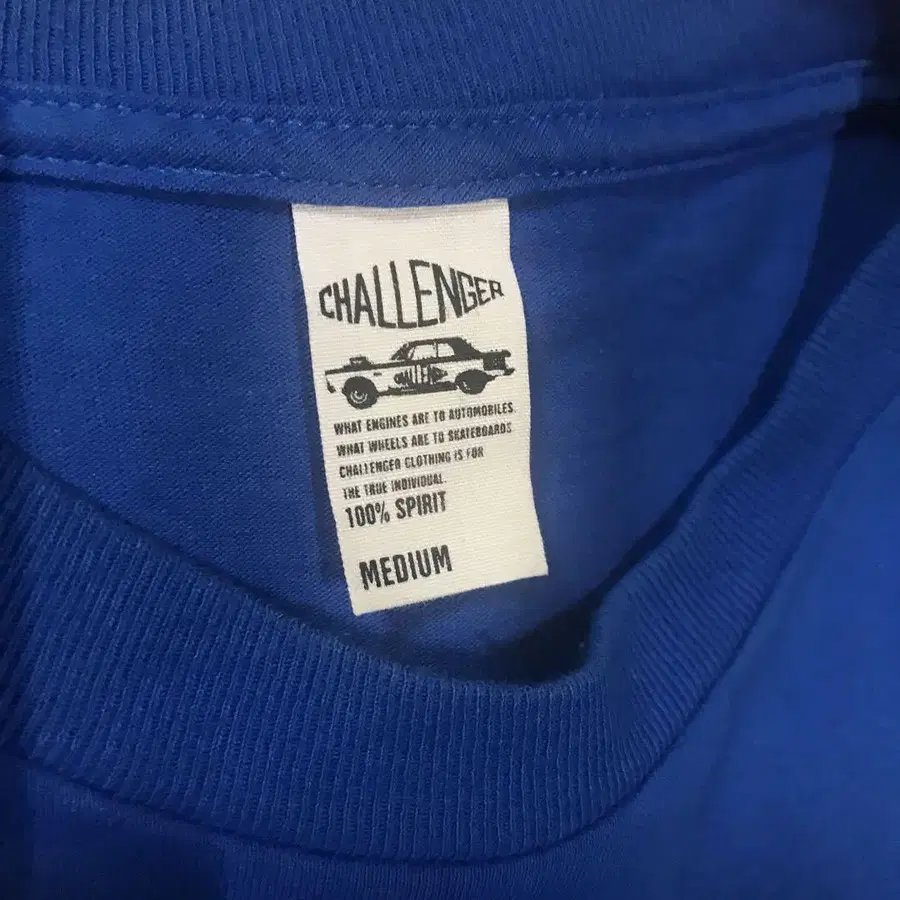 CHALLENGER
WHAT ENGINES ARE TO AUTOMOBILES.
WHAT WHEELS ARE TO SKATEBOARDS
CHALLENGER CLOTHING IS FOR
THE TRUE INDIVIDUAL.
100% SPIRIT
MEDIUM